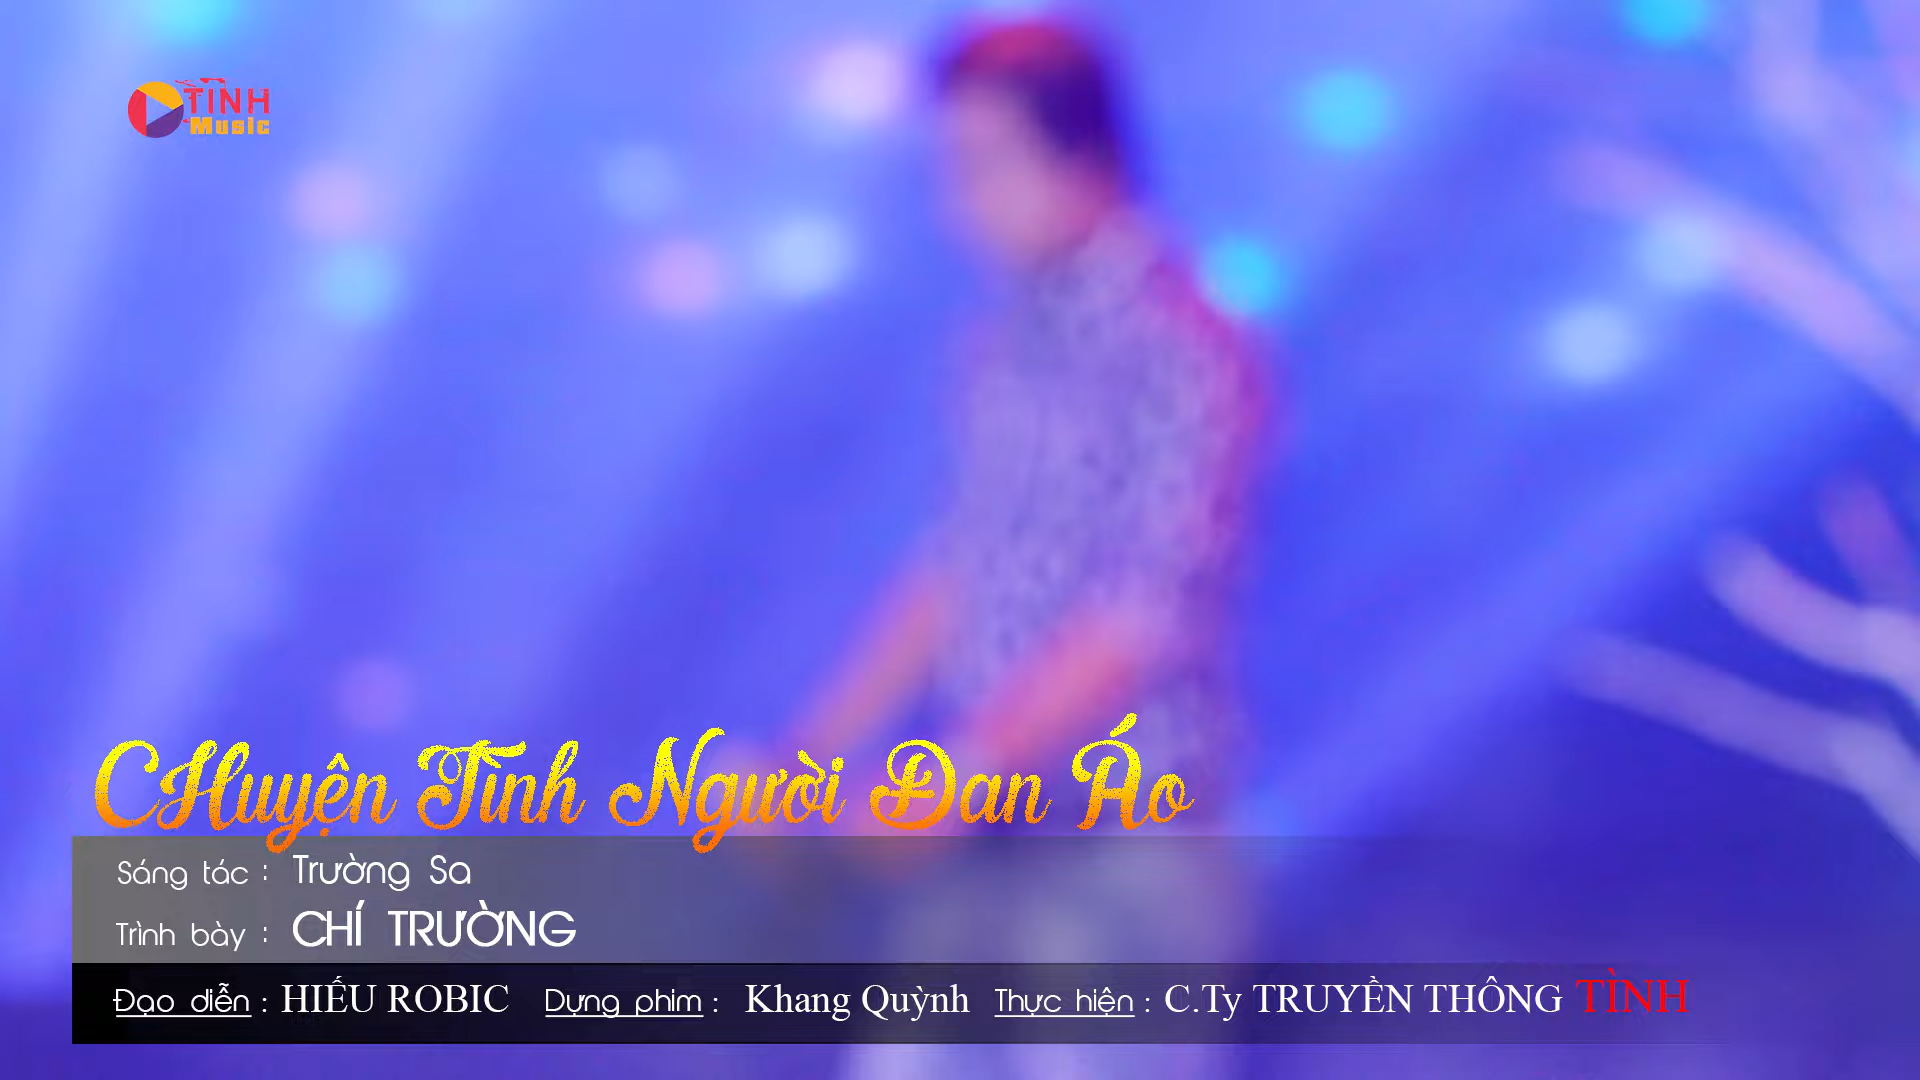 TÌNH
Music
CHuyện Tình Người Đan Áo
Sáng tác : Trường Sa
Trình bày : CHÍ TRƯỜNG
Đạo diễn : HIẾU ROBIC Dựng phim : Khang Quỳnh Thực hiện : C.Ty TRUYỀN THÔNG TÌNH